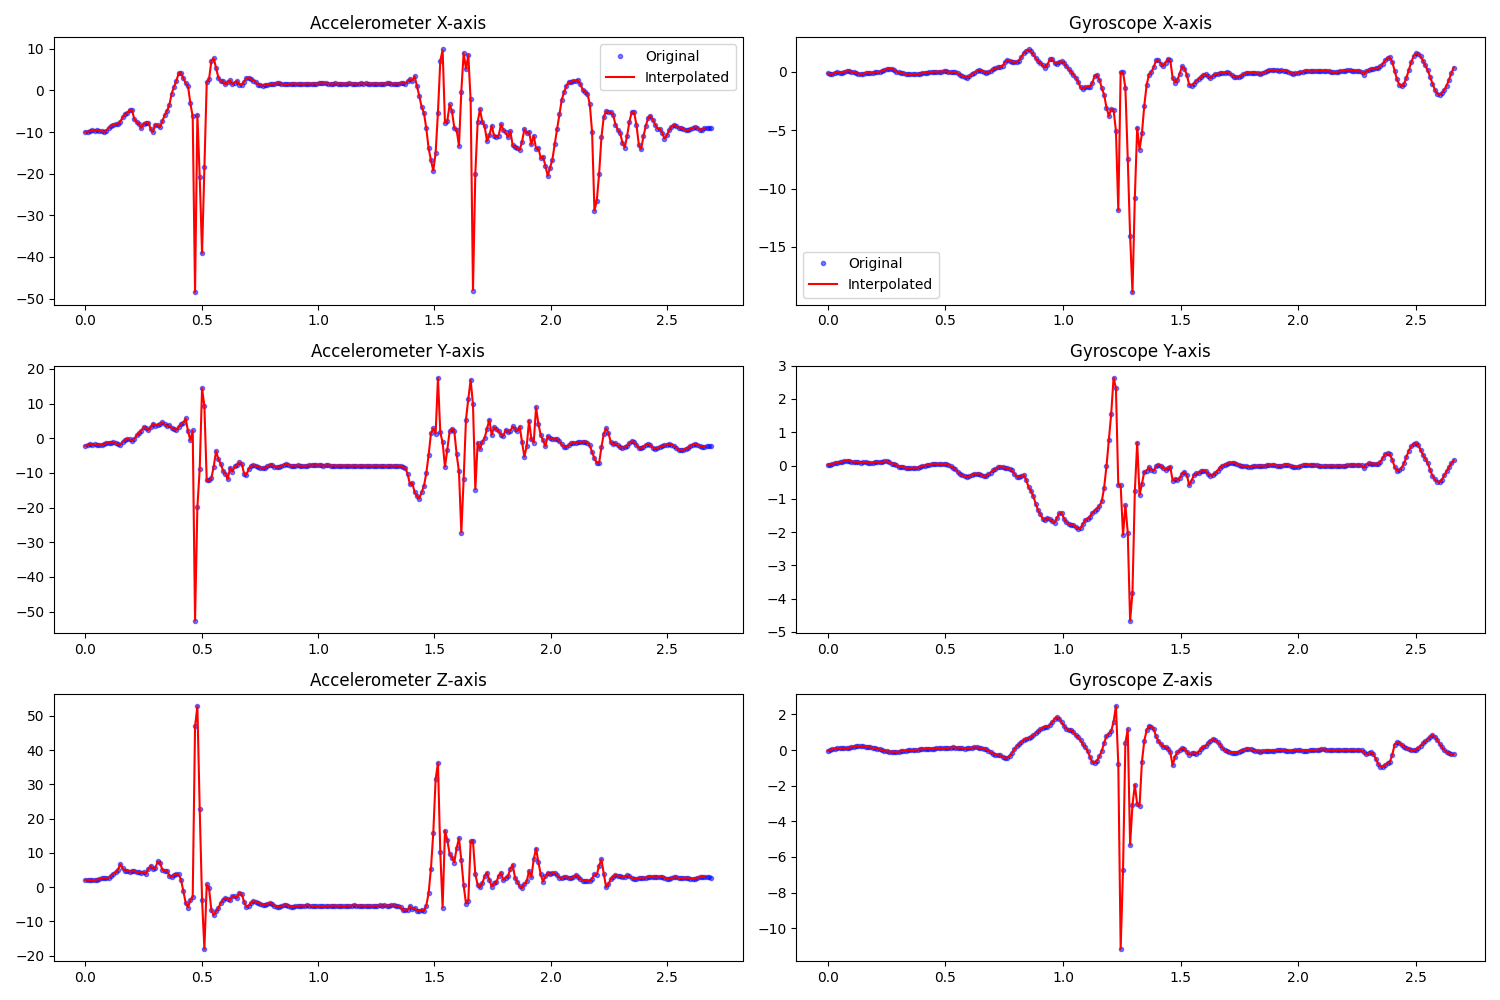 Accelerometer X-axis
10
0
−10
−20
−30
−40
−50
Original
Interpolated
0.0 0.5 1.0 1.5 2.0 2.5
Gyroscope X-axis
0
−5
−10
−15
Original
Interpolated
0.0 0.5 1.0 1.5 2.0 2.5
Accelerometer Y-axis
20
10
0
−10
−20
−30
−40
−50
0.0 0.5 1.0 1.5 2.0 2.5
Gyroscope Y-axis
3
2
1
0
−1
−2
−3
−4
−5
0.0 0.5 1.0 1.5 2.0 2.5
Accelerometer Z-axis
50
40
30
20
10
0
−10
−20
0.0 0.5 1.0 1.5 2.0 2.5
Gyroscope Z-axis
2
0
−2
−4
−6
−8
−10
0.0 0.5 1.0 1.5 2.0 2.5